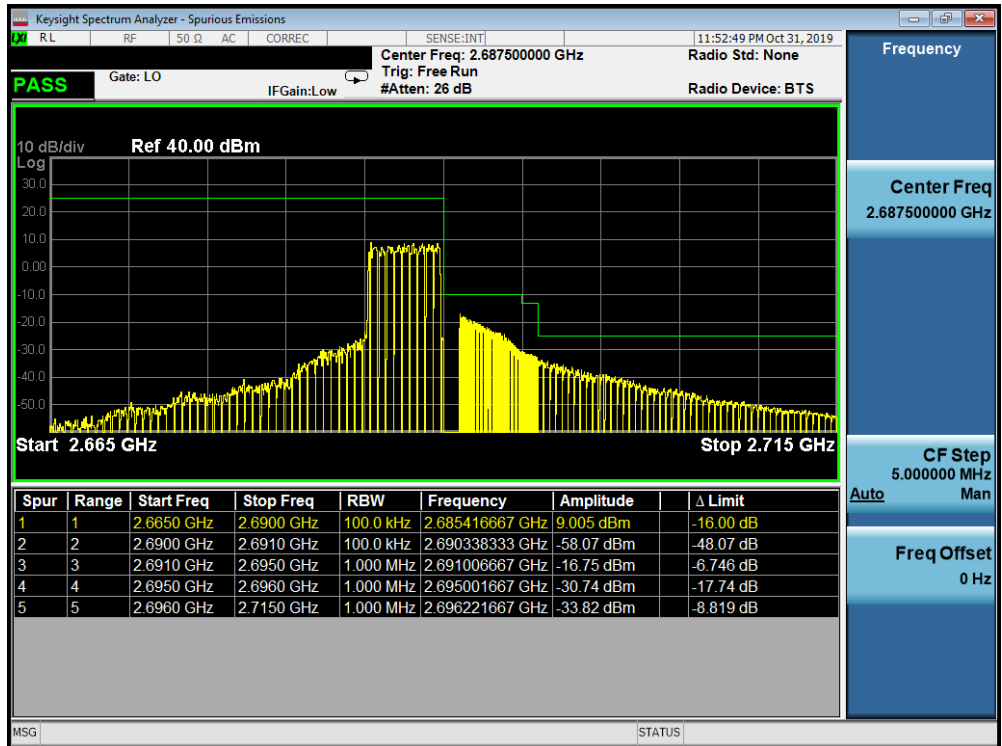 Keysight Spectrum Analyzer - Spurious Emissions
LXI RL RF 50 Ω AC CORREC SENSE:INT 11:52:49 PM Oct 31, 2019
Center Freq: 2.687500000 GHz Radio Std: None
Gate: LO Trig: Free Run
PASS IFGain:Low #Atten: 26 dB Radio Device: BTS
10 dB/div Ref 40.00 dBm
Log
30.0
20.0
10.0
0.00
-10.0
-20.0
-30.0
-40.0
-50.0
Start 2.665 GHz Stop 2.715 GHz
Spur Range Start Freq Stop Freq RBW Frequency Amplitude Δ Limit
1 1 2.6650 GHz 2.6900 GHz 100.0 kHz 2.685416667 GHz 9.005 dBm -16.00 dB
2 2 2.6900 GHz 2.6910 GHz 100.0 kHz 2.690338333 GHz -58.07 dBm -48.07 dB
3 3 2.6910 GHz 2.6950 GHz 1.000 MHz 2.691006667 GHz -16.75 dBm -6.746 dB
4 4 2.6950 GHz 2.6960 GHz 1.000 MHz 2.695001667 GHz -30.74 dBm -17.74 dB
5 5 2.6960 GHz 2.7150 GHz 1.000 MHz 2.696221667 GHz -33.82 dBm -8.819 dB
Frequency
Center Freq
2.687500000 GHz
CF Step
5.000000 MHz
Auto Man
Freq Offset
0 Hz
MSG STATUS